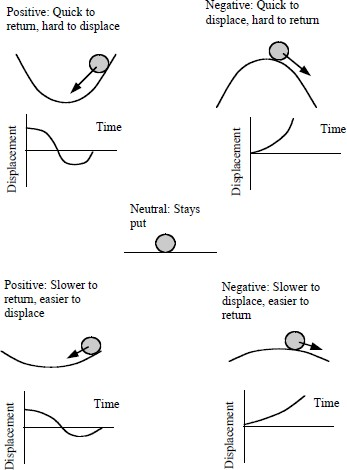 Positive: Quick to
return, hard to displace
Negative: Quick to
displace, hard to return
Time
Displacement
Time
Displacement
Neutral: Stays
put
Positive: Slower to
return, easier to
displace
Negative: Slower to
displace, easier to
return
Time
Displacement
Time
Displacement